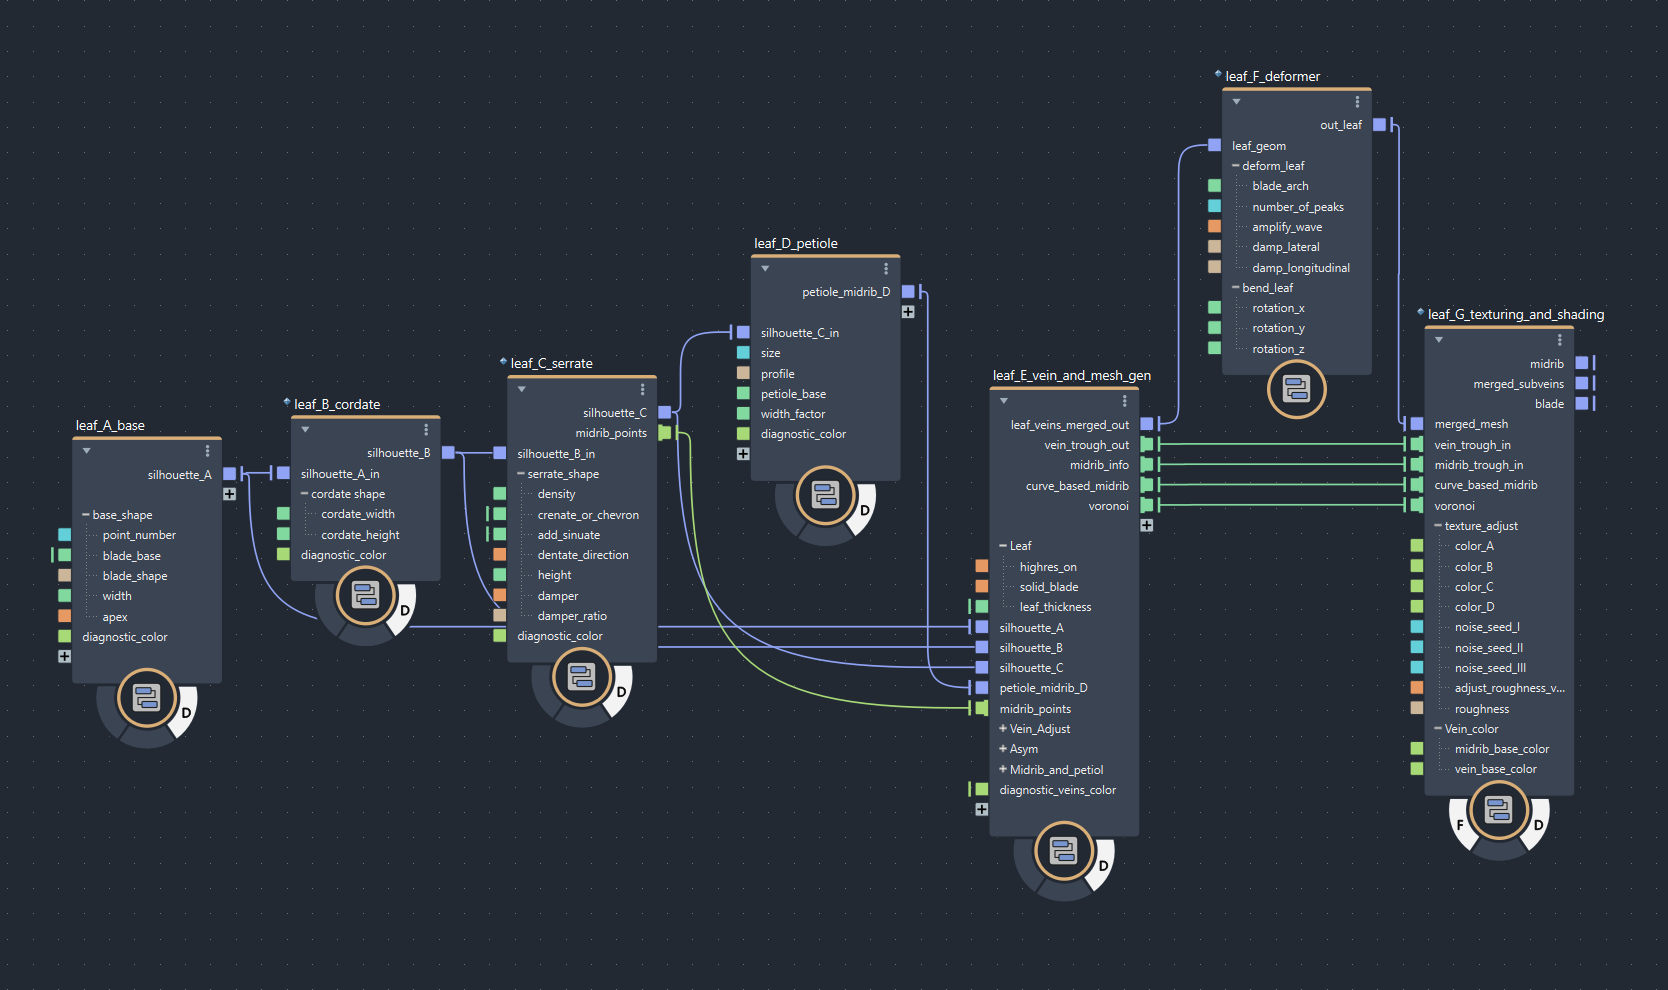 leaf_A_base
silhouette_A
base_shape
point_number
blade_base
blade_shape
width
apex
diagnostic_color
D
leaf_B_cordate
silhouette_B
silhouette_A_in
cordate shape
cordate_width
cordate_height
diagnostic_color
D
leaf_C_serrate
silhouette_C
midrib_points
silhouette_B_in
serrate_shape
density
crenate_or_chevron
add_sinuate
dentate_direction
height
damper
damper_ratio
diagnostic_color
D
leaf_D_petiole
petiole_midrib_D
silhouette_C_in
size
profile
petiole_base
width_factor
diagnostic_color
D
leaf_E_vein_and_mesh_gen
leaf_veins_merged_out
vein_trough_out
midrib_info
curve_based_midrib
voronoi
Leaf
highres_on
solid_blade
leaf_thickness
silhouette_A
silhouette_B
silhouette_C
petiole_midrib_D
midrib_points
Vein_Adjust
Asym
Midrib_and_petiol
diagnostic_veins_color
D
leaf_F_deformer
out_leaf
leaf_geom
deform_leaf
blade_arch
number_of_peaks
amplify_wave
damp_lateral
damp_longitudinal
bend_leaf
rotation_x
rotation_y
rotation_z
leaf_G_texturing_and_shading
midrib
merged_subveins
blade
merged_mesh
vein_trough_in
midrib_trough_in
curve_based_midrib
voronoi
texture_adjust
color_A
color_B
color_C
color_D
noise_seed_I
noise_seed_II
noise_seed_III
adjust_roughness_v...
roughness
Vein_color
midrib_base_color
vein_base_color
F D